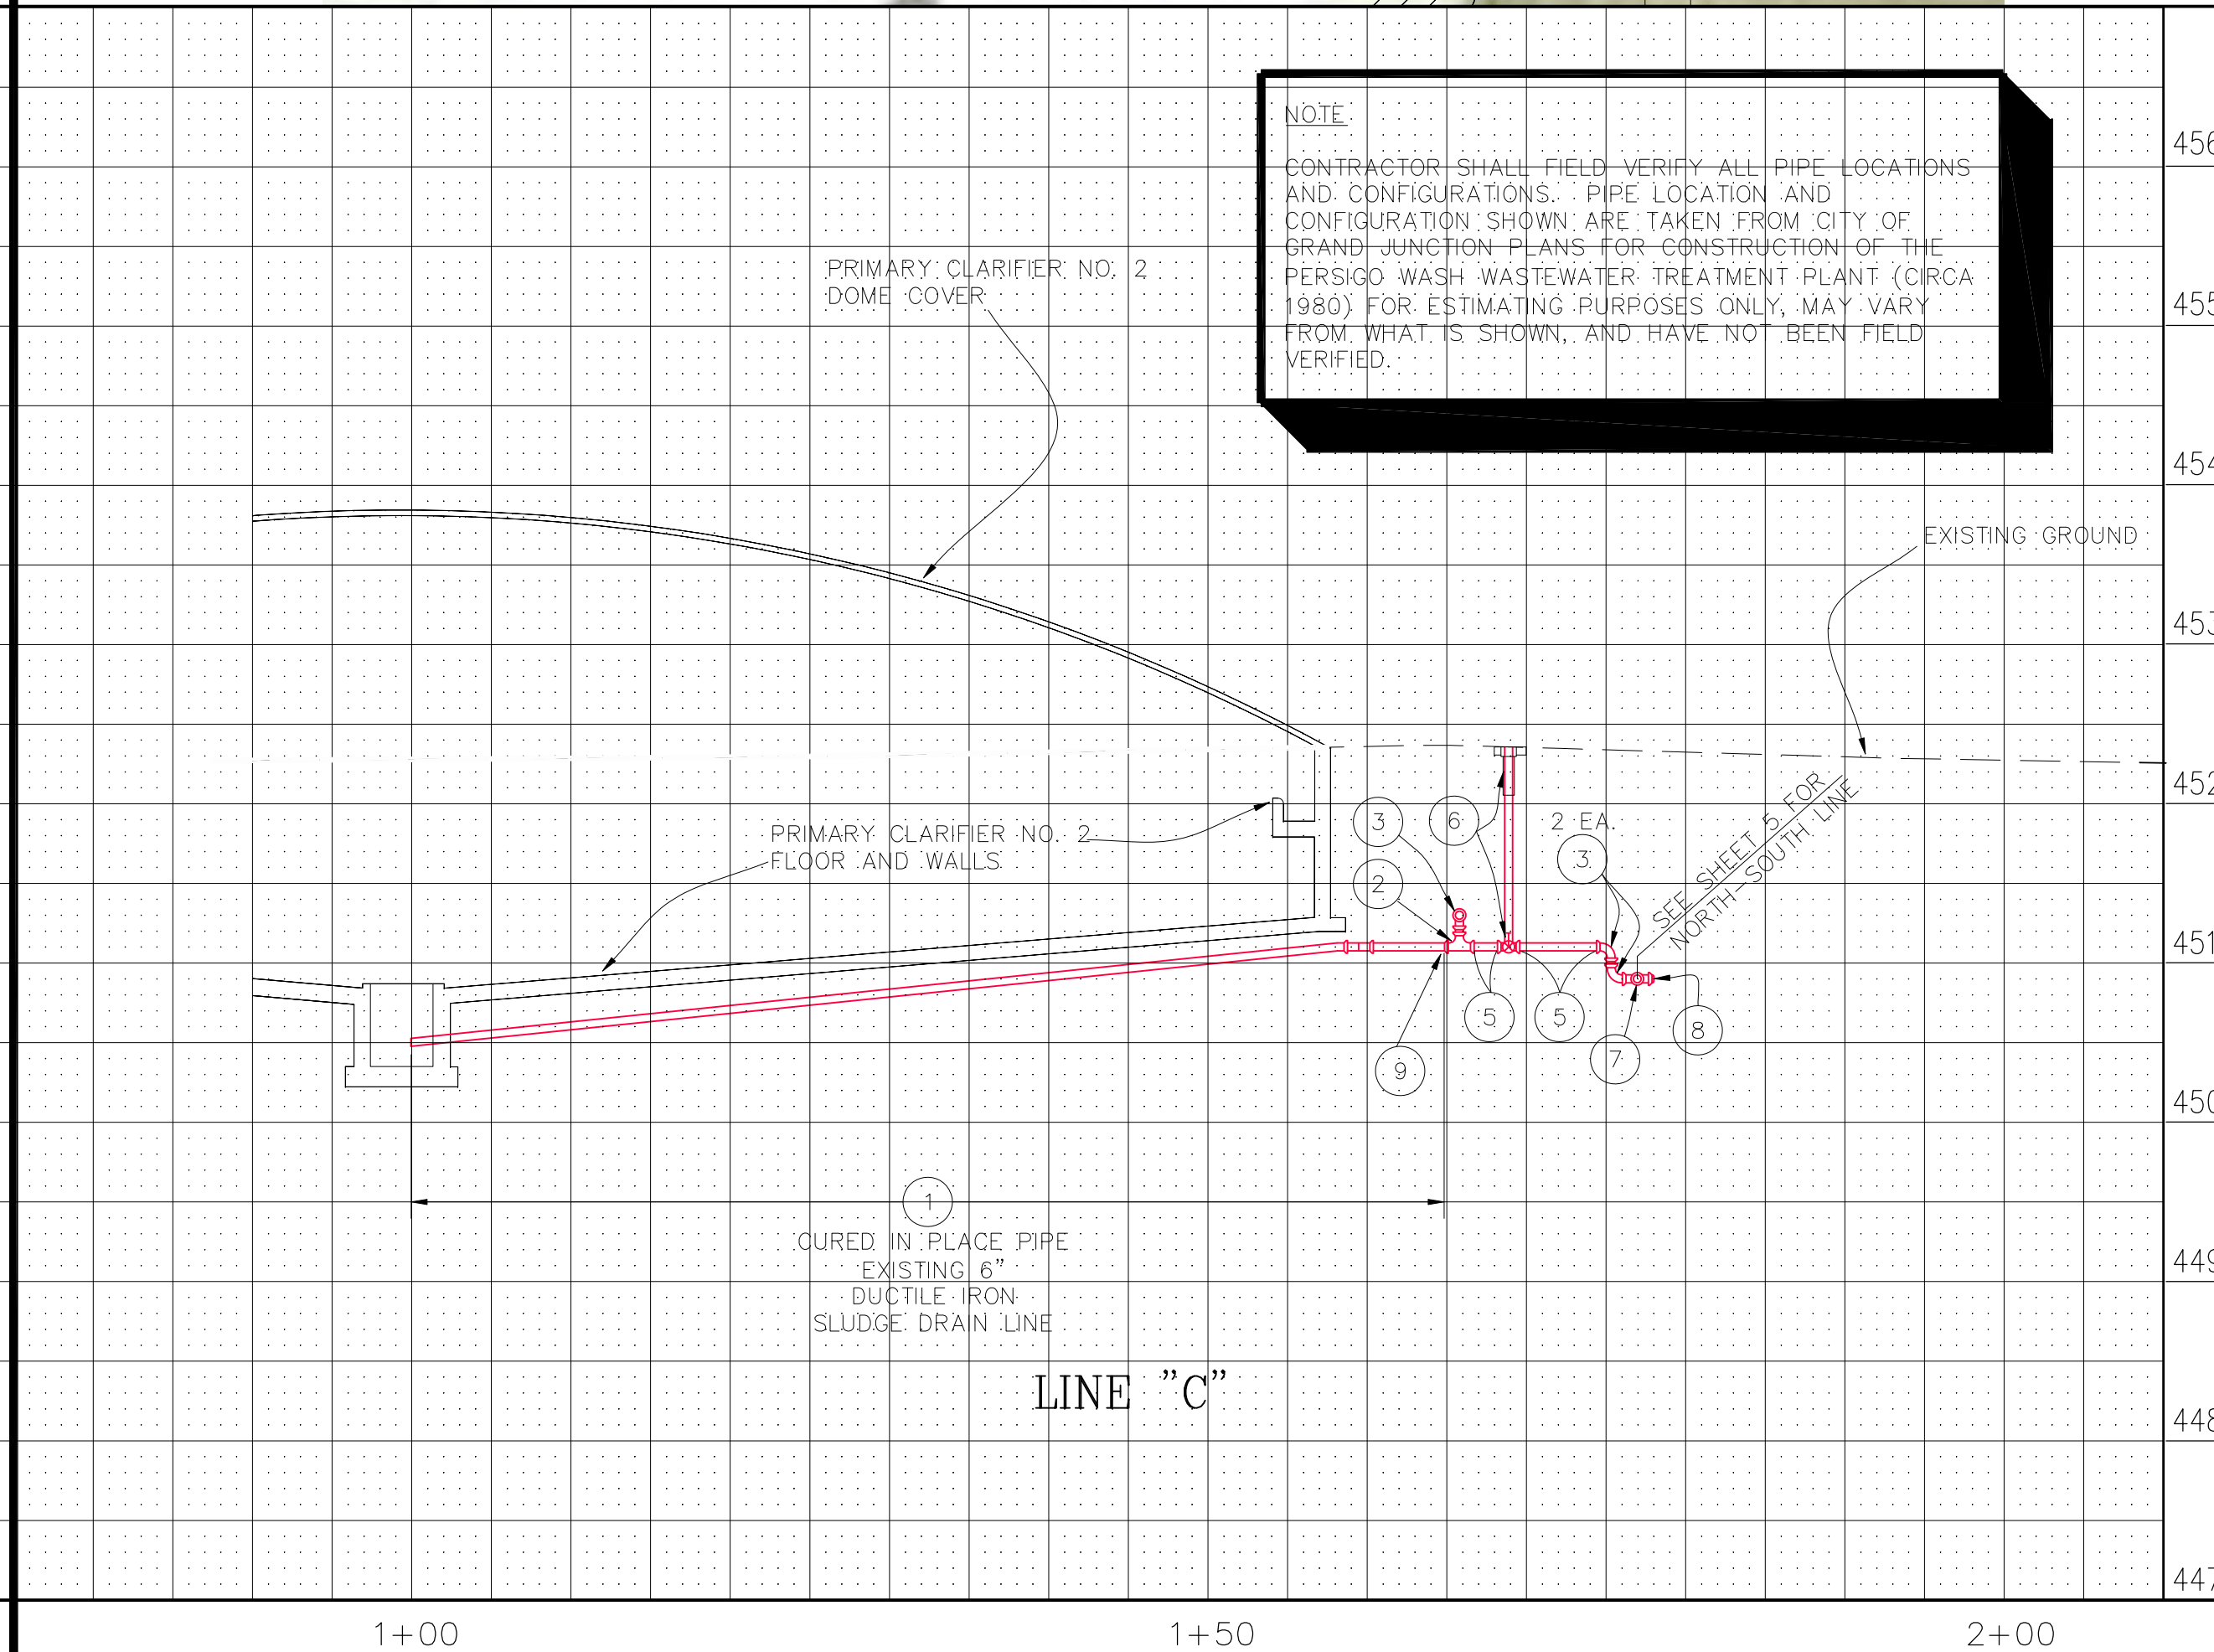 NOTE
CONTRACTOR SHALL FIELD VERIFY ALL PIPE LOCATIONS
AND CONFIGURATIONS. PIPE LOCATION AND
CONFIGURATION SHOWN ARE TAKEN FROM CITY OF
GRAND JUNCTION PLANS FOR CONSTRUCTION OF THE
PERSIGO WASH WASTEWATER TREATMENT PLANT (CIRCA
1980) FOR ESTIMATING PURPOSES ONLY, MAY VARY
FROM WHAT IS SHOWN, AND HAVE NOT BEEN FIELD
VERIFIED.
PRIMARY CLARIFIER NO. 2
DOME COVER
EXISTING GROUND
PRIMARY CLARIFIER NO. 2
FLOOR AND WALLS
3
6
2 EA.
3
2
SEE SHEET 5 FOR
NORTH-SOUTH LINE
5
5
9
7
8
1
CURED IN PLACE PIPE
EXISTING 6"
DUCTILE IRON
SLUDGE DRAIN LINE
LINE "C"
1+00
1+50
2+00